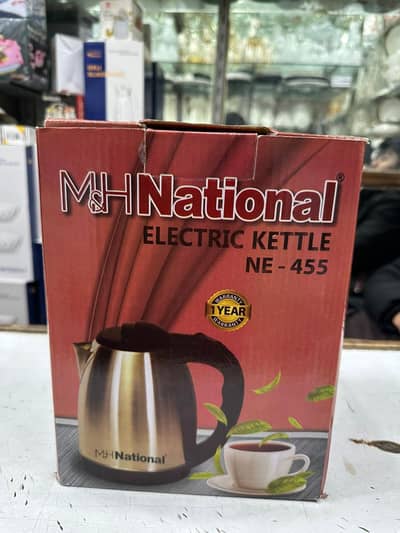 M&H National®
ELECTRIC KETTLE
NE - 455
WARRANTY
1 YEAR
GUARANTEE
M&H National